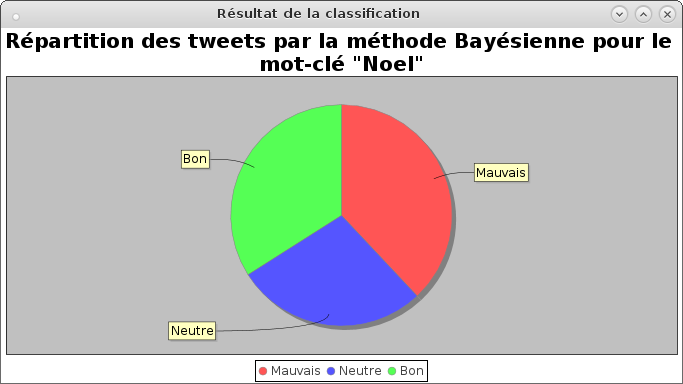 Résultat de la classification
Répartition des tweets par la méthode Bayésienne pour le
mot-clé "Noel"
Bon
Mauvais
Neutre
Mauvais Neutre Bon